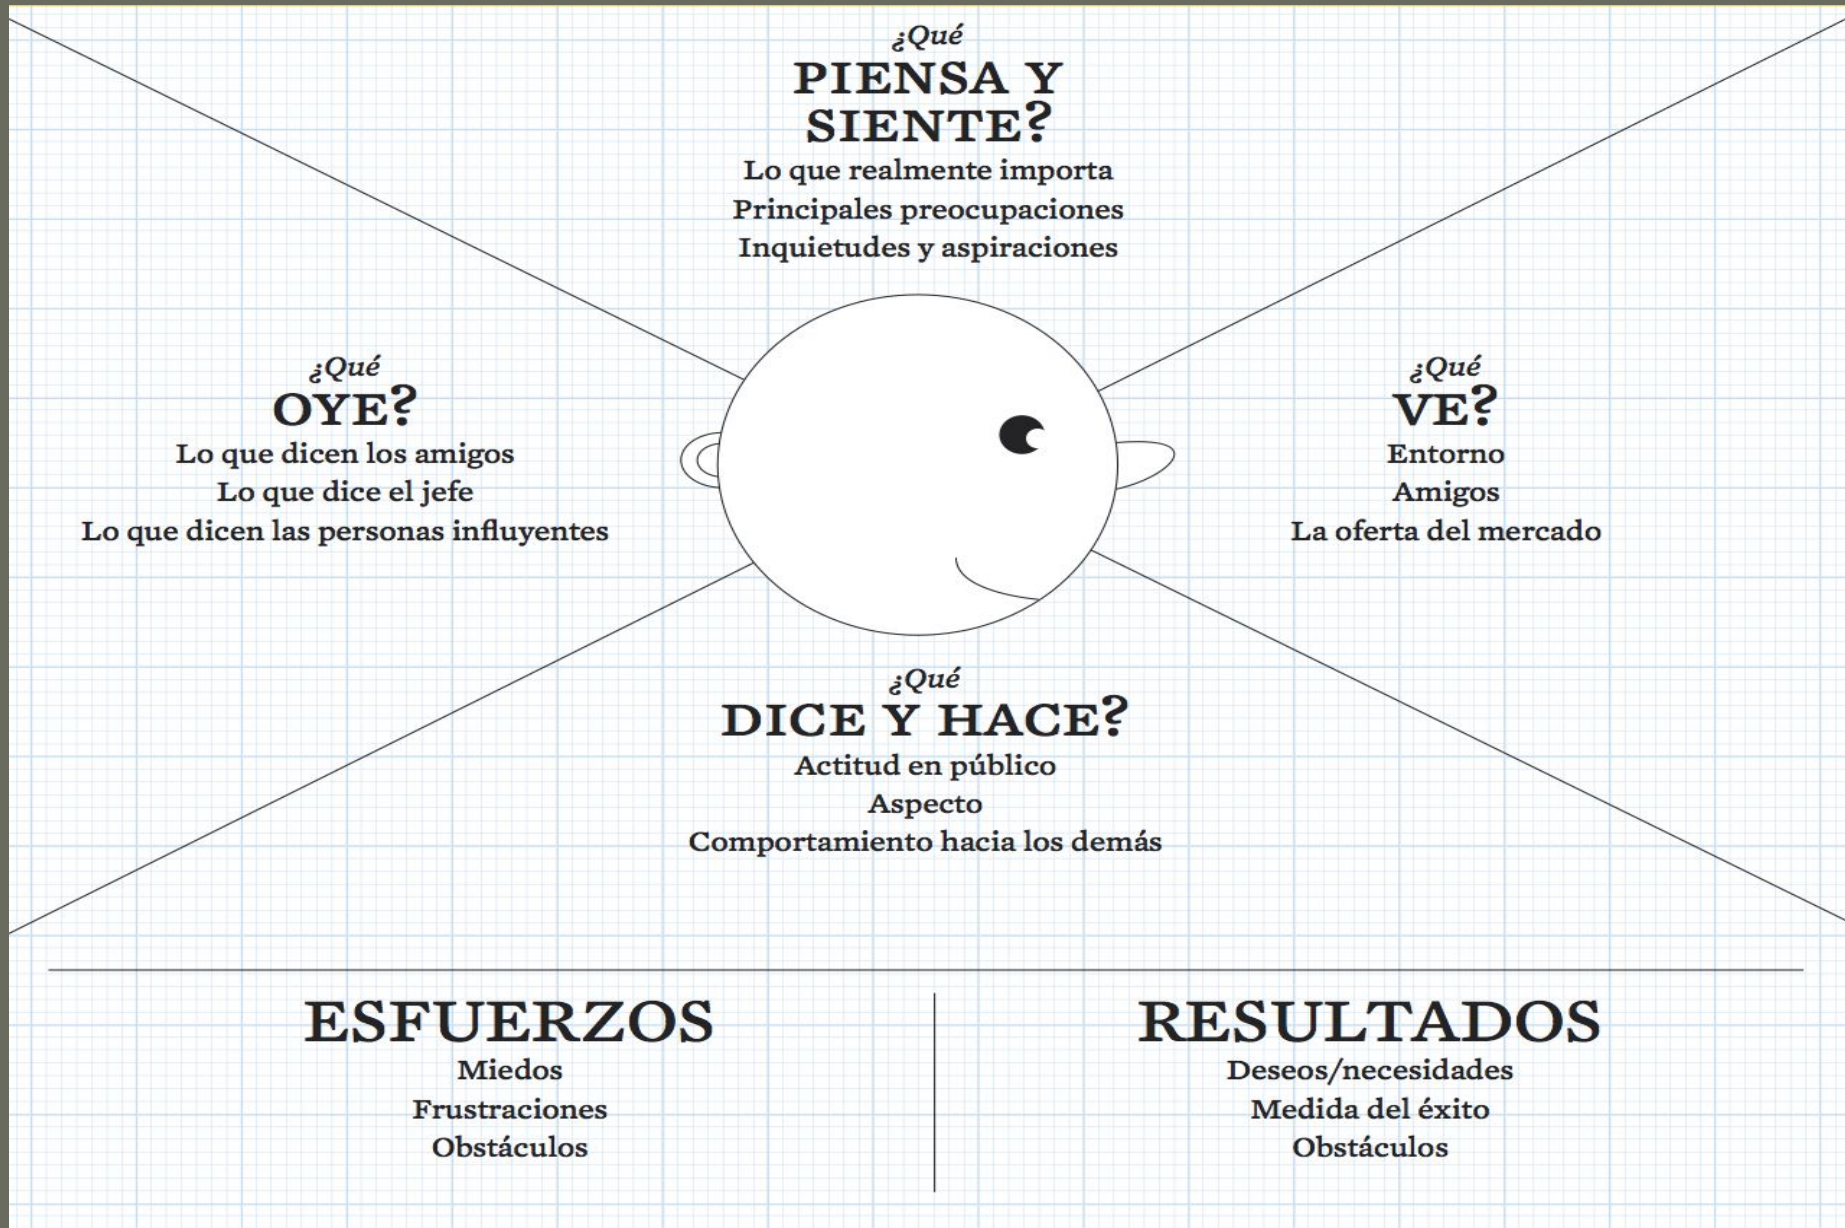 ¿Qué
PIENSA Y
SIENTE?
Lo que realmente importa
Principales preocupaciones
Inquietudes y aspiraciones
¿Qué
OYE?
Lo que dicen los amigos
Lo que dice el jefe
Lo que dicen las personas influyentes
¿Qué
VE?
Entorno
Amigos
La oferta del mercado
¿Qué
DICE Y HACE?
Actitud en público
Aspecto
Comportamiento hacia los demás
ESFUERZOS
Miedos
Frustraciones
Obstáculos
RESULTADOS
Deseos/necesidades
Medida del éxito
Obstáculos